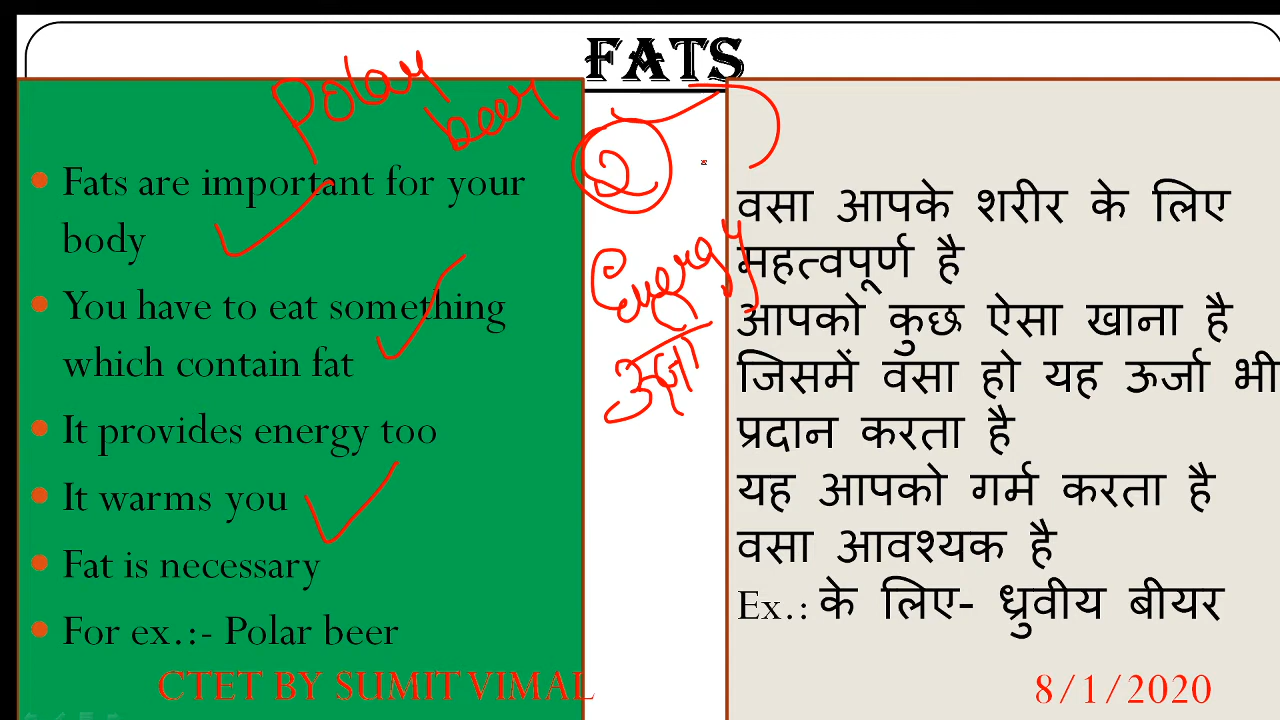 FATS
Polar
beer
Fats are important for your
body
You have to eat something
which contain fat
It provides energy too
It warms you
Fat is necessary
For ex.:- Polar beer
2
Energy
वसा आपके शरीर के लिए
महत्वपूर्ण है
आपको कुछ ऐसा खाना है
जिसमें वसा हो यह ऊर्जा भी
प्रदान करता है
यह आपको गर्म करता है
वसा आवश्यक है
Ex.: के लिए- ध्रुवीय बीयर
CTET BY SUMIT VIMAL
8/1/2020